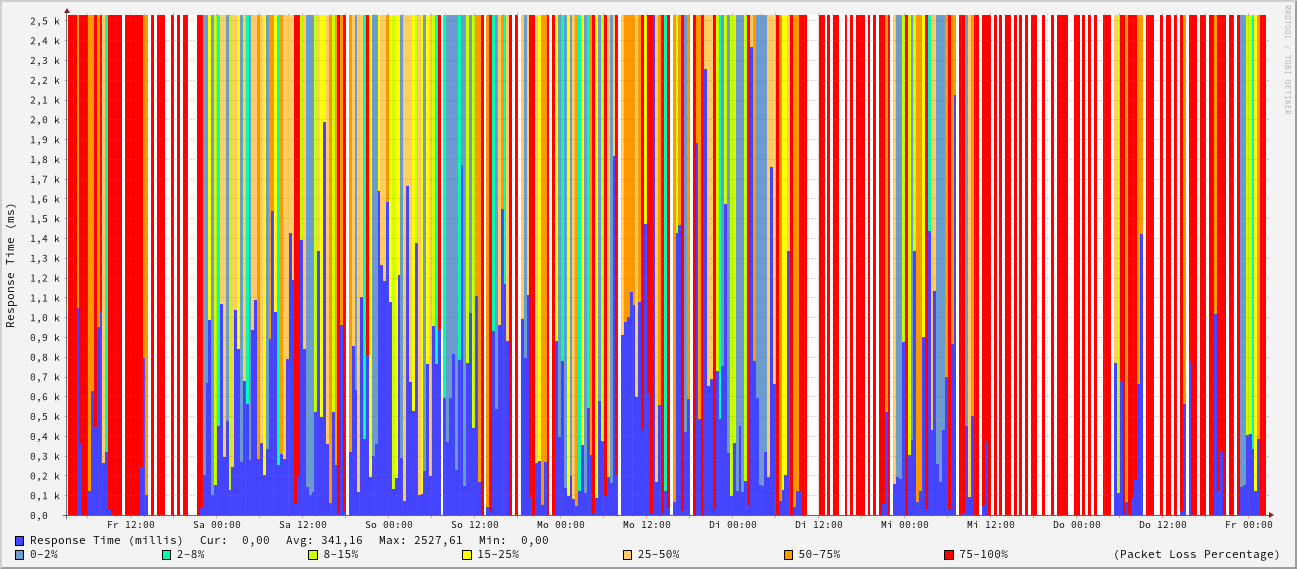 RRDTOOL / TOBI OETIKER
Response Time (ms)
2,5 k
2,4 k
2,3 k
2,2 k
2,1 k
2,0 k
1,9 k
1,8 k
1,7 k
1,6 k
1,5 k
1,4 k
1,3 k
1,2 k
1,1 k
1,0 k
0,9 k
0,8 k
0,7 k
0,6 k
0,5 k
0,4 k
0,3 k
0,2 k
0,1 k
0,0
Fr 12:00 Sa 00:00 Sa 12:00 So 00:00 So 12:00 Mo 00:00 Mo 12:00 Di 00:00 Di 12:00 Mi 00:00 Mi 12:00 Do 00:00 Do 12:00 Fr 00:00
Response Time (millis) Cur: 0,00 Avg: 341,16 Max: 2527,61 Min: 0,00
0-2% 2-8% 8-15% 15-25% 25-50% 50-75% 75-100% (Packet Loss Percentage)